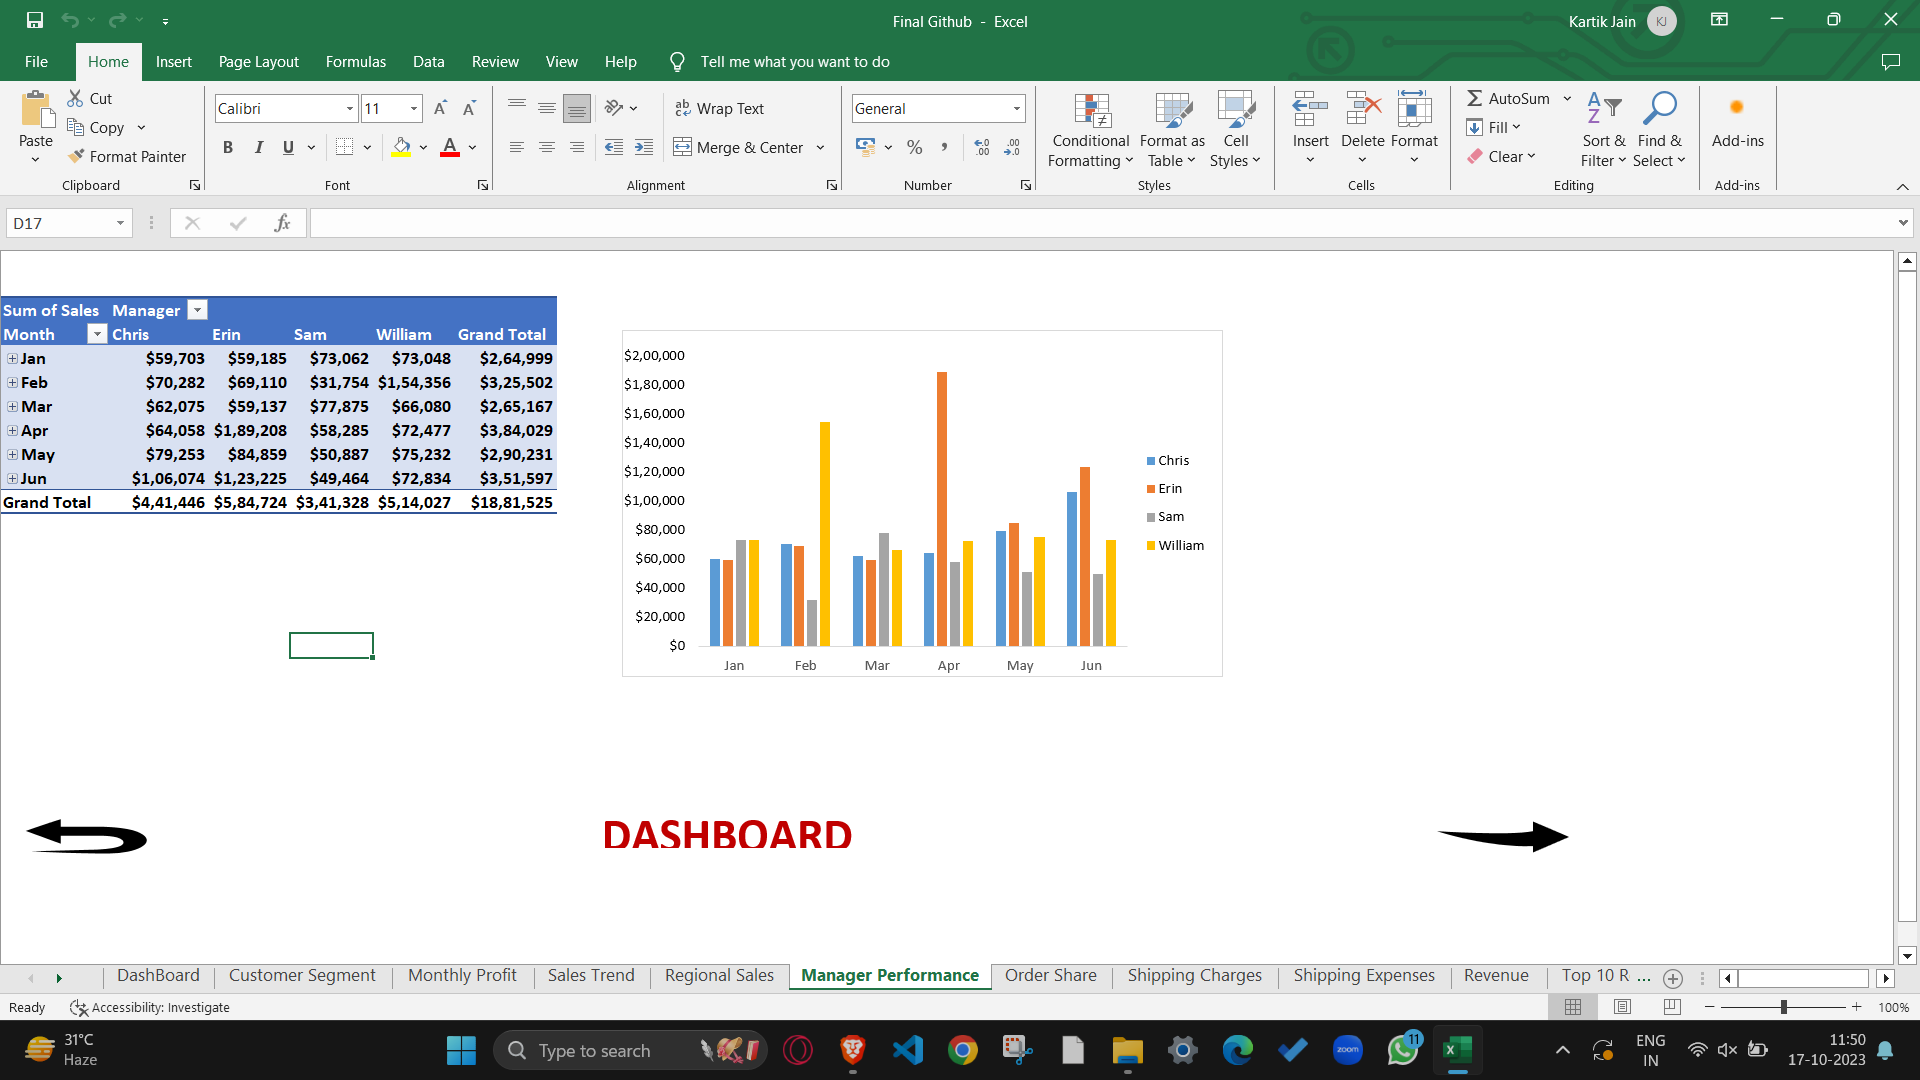 Final Github - Excel
Kartik Jain KJ
File Home Insert Page Layout Formulas Data Review View Help Tell me what you want to do
Paste
Cut
Copy
Format Painter
Clipboard
Calibri 11
B I U
Font
Wrap Text
Merge & Center
Alignment
General
% ,
Number
Conditional Formatting
Format as Table
Cell Styles
Styles
Insert Delete Format
Cells
AutoSum
Fill
Clear
Sort & Filter
Find & Select
Editing
Add-ins
Add-ins
D17 fx
Sum of Sales Manager
Month Chris Erin Sam William Grand Total
Jan $59,703 $59,185 $73,062 $73,048 $2,64,999
Feb $70,282 $69,110 $31,754 $1,54,356 $3,25,502
Mar $62,075 $59,137 $77,875 $66,080 $2,65,167
Apr $64,058 $1,89,208 $58,285 $72,477 $3,84,029
May $79,253 $84,859 $50,887 $75,232 $2,90,231
Jun $1,06,074 $1,23,225 $49,464 $72,834 $3,51,597
Grand Total $4,41,446 $5,84,724 $3,41,328 $5,14,027 $18,81,525
$2,00,000
$1,80,000
$1,60,000
$1,40,000
$1,20,000
$1,00,000
$80,000
$60,000
$40,000
$20,000
$0
Jan Feb Mar Apr May Jun
Chris
Erin
Sam
William
DASHBOARD
DashBoard Customer Segment Monthly Profit Sales Trend Regional Sales Manager Performance Order Share Shipping Charges Shipping Expenses Revenue Top 10 R ...
Ready Accessibility: Investigate 100%
31°C
Haze
Type to search
zoom
11
ENG
IN
11:50
17-10-2023